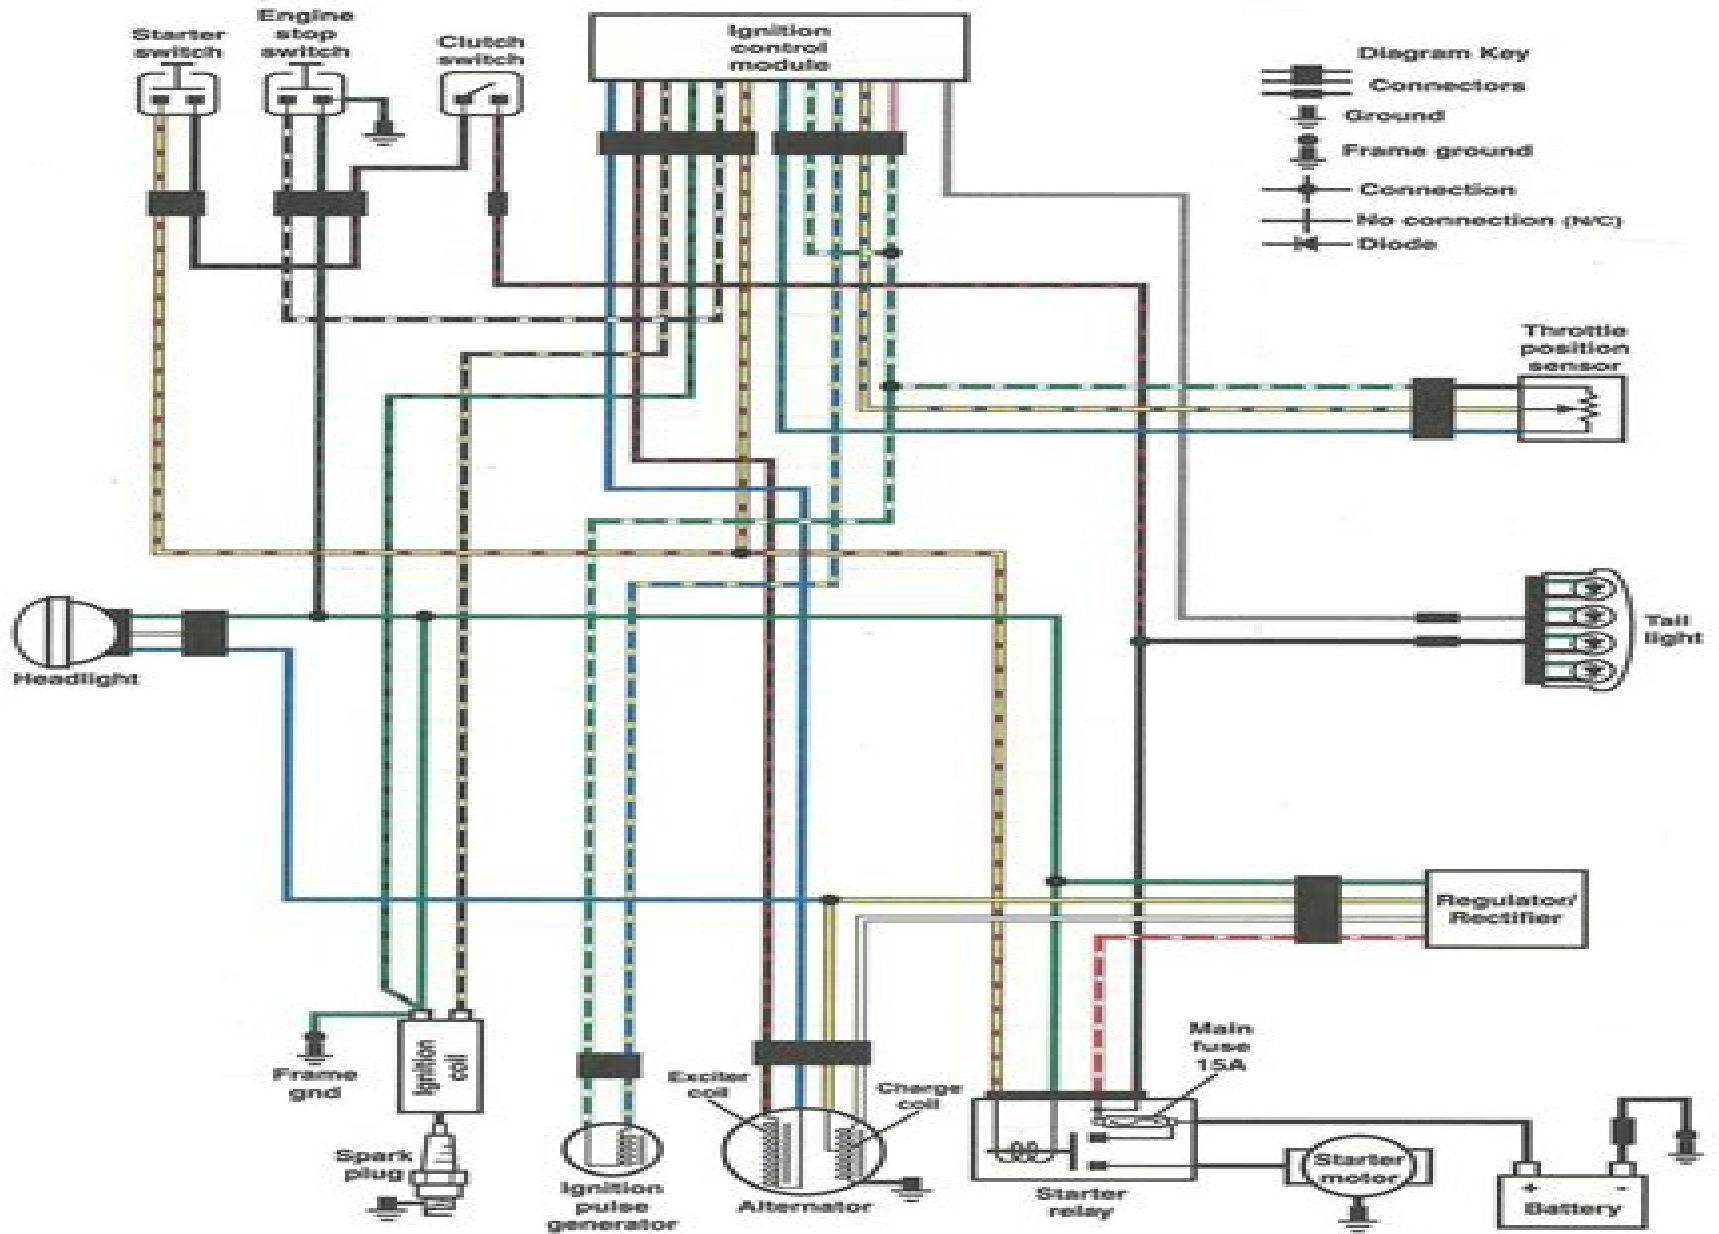 Starter
switch
Engine
stop
switch
Clutch
switch
Ignition
control
module
Diagram Key
Connectors
Ground
Frame ground
Connection
No connection (N/C)
Diode
Throttle
position
sensor
Headlight
Tail
light
Regulator/
Rectifier
Frame
gnd
Ignition
coil
Spark
plug
Ignition
pulse
generator
Exciter
coil
Charge
coil
Alternator
Main
fuse
15A
Starter
relay
Starter
motor
+ -
Battery